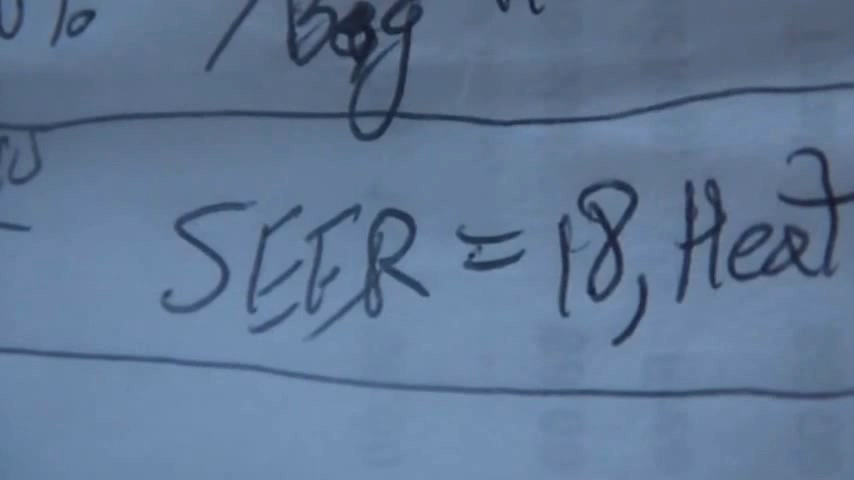 % / Bag
SEER = 18, Heat